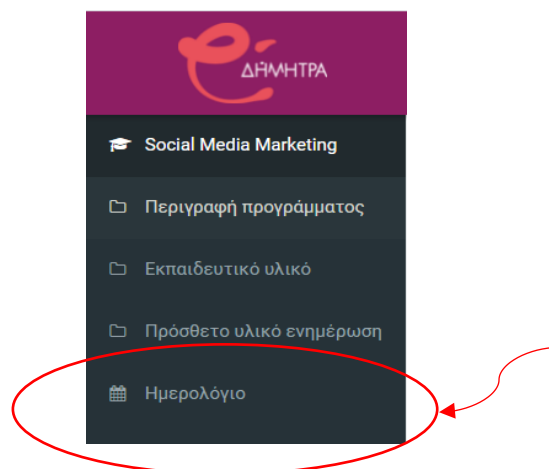 ΔΗΜΗΤΡΑ
Social Media Marketing
Περιγραφή προγράμματος
Εκπαιδευτικό υλικό
Πρόσθετο υλικό ενημέρωση
Ημερολόγιο